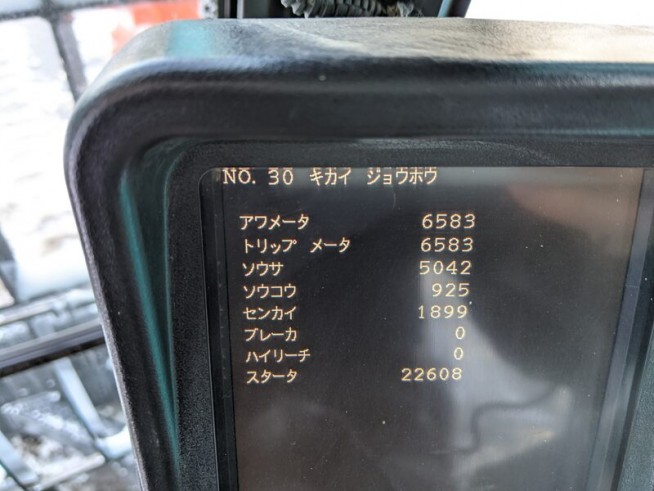 NO. 30 キカイ ジョウホウ
アワメータ 6583
トリップ メータ 6583
ソウサ 5042
ソウコウ 925
センカイ 1899
ブレーカ 0
ハイリーチ 0
スタータ 22608